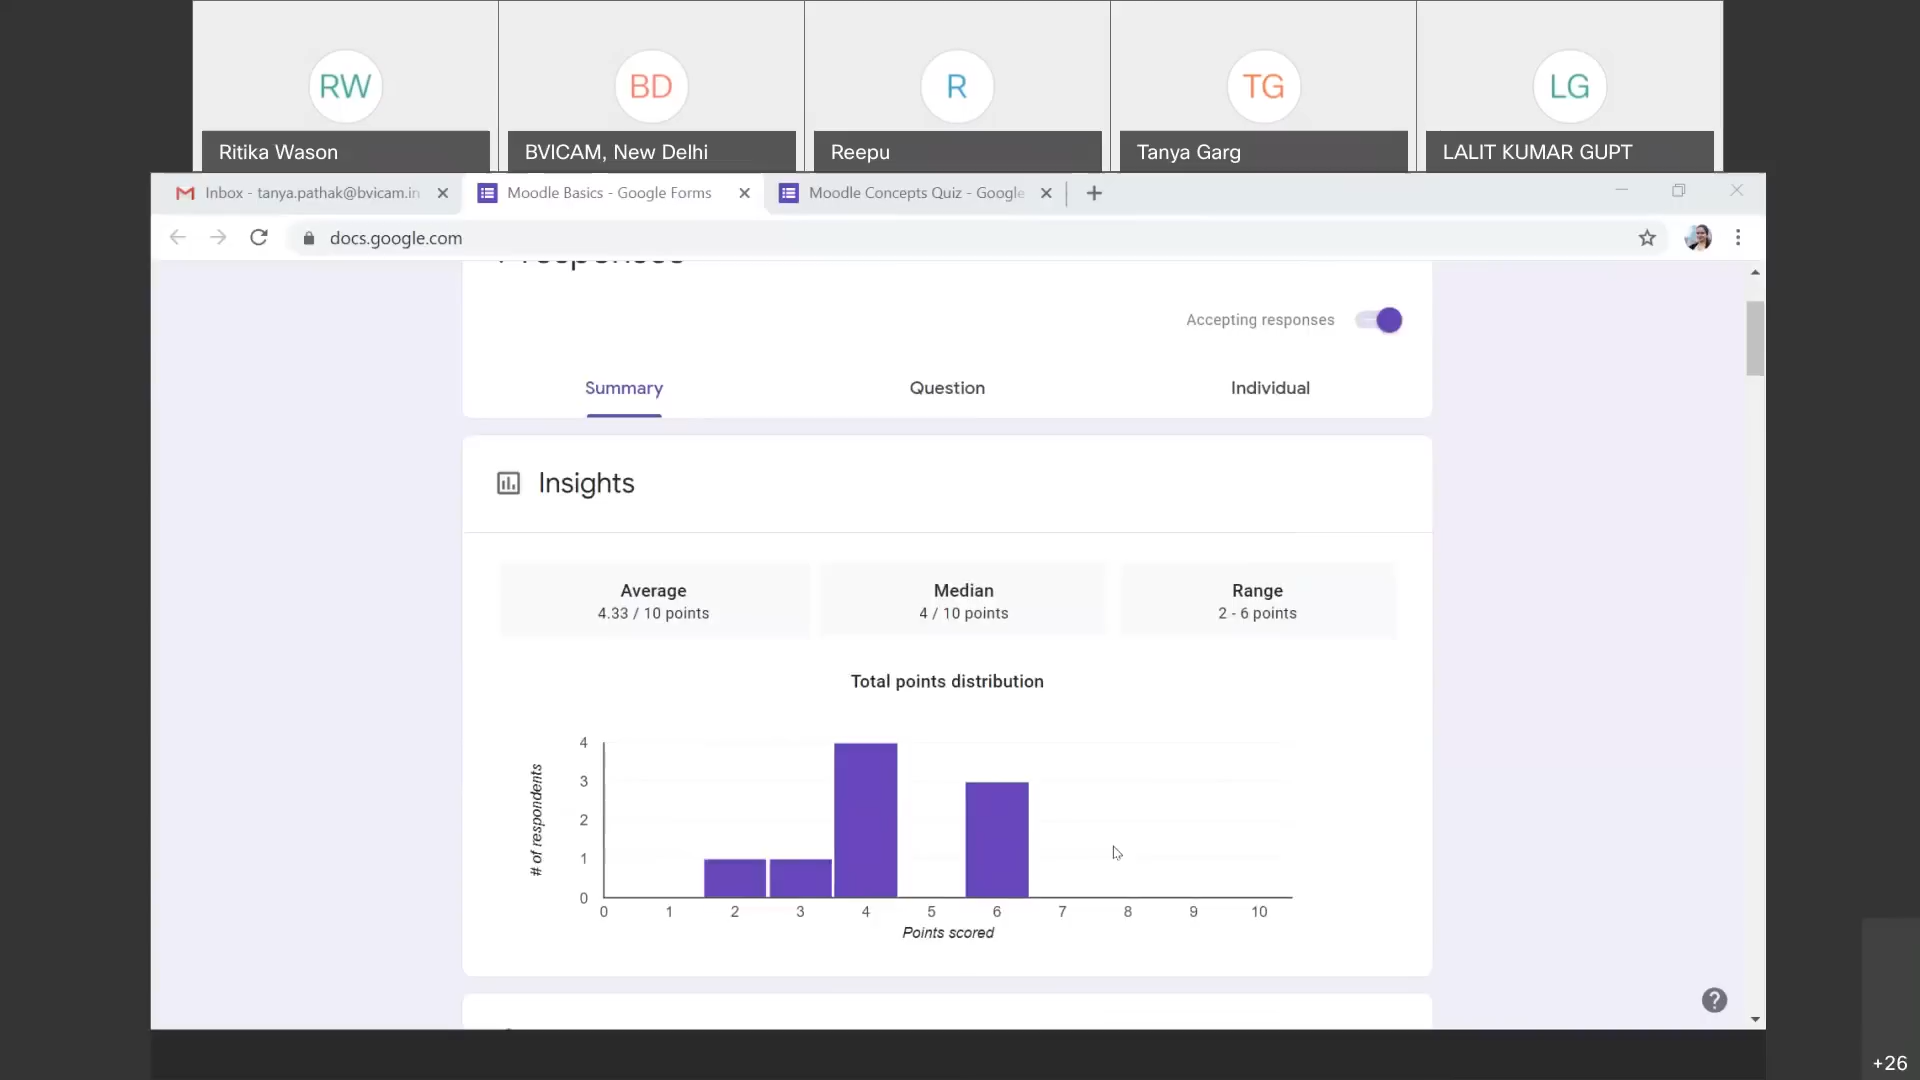 RW
BD
R
TG
LG
Ritika Wason
BVICAM, New Delhi
Reepu
Tanya Garg
LALIT KUMAR GUPT
Inbox - tanya.pathak@bvicam.in
Moodle Basics - Google Forms
Moodle Concepts Quiz - Google
docs.google.com
Accepting responses
Summary
Question
Individual
Insights
Average
4.33 / 10 points
Median
4 / 10 points
Range
2 - 6 points
Total points distribution
# of respondents
4
3
2
1
0
0 1 2 3 4 5 6 7 8 9 10
Points scored
+26